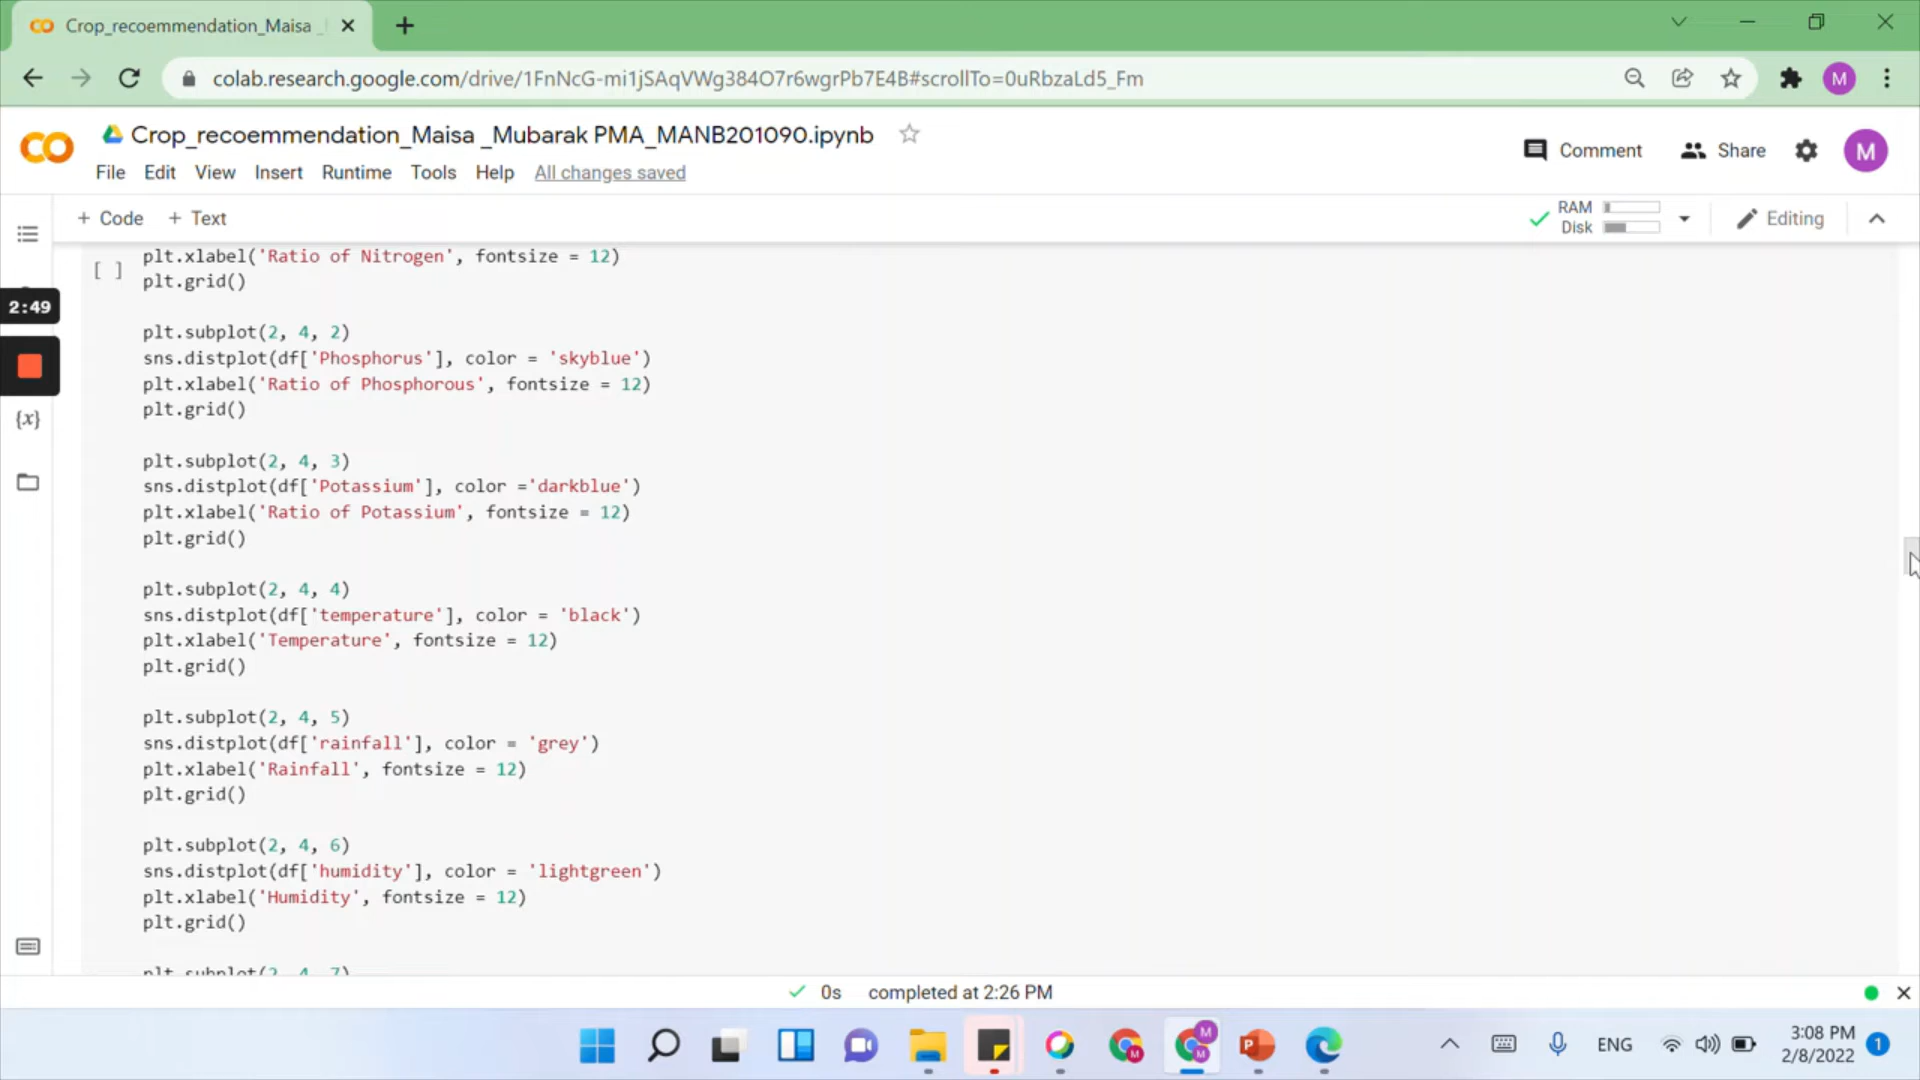 Crop_recoemmendation_Maisa _
colab.research.google.com/drive/1FnNcG-mi1jSAqVWg384O7r6wgrPb7E4B#scrollTo=0uRbzaLd5_Fm
M
Crop_recoemmendation_Maisa _Mubarak PMA_MANB201090.ipynb
Comment
Share
M
File Edit View Insert Runtime Tools Help All changes saved
+ Code + Text
RAM
Disk
Editing
[ ]
plt.xlabel('Ratio of Nitrogen', fontsize = 12)
plt.grid()
2:49
plt.subplot(2, 4, 2)
sns.distplot(df['Phosphorus'], color = 'skyblue')
plt.xlabel('Ratio of Phosphorous', fontsize = 12)
plt.grid()
{x}
plt.subplot(2, 4, 3)
sns.distplot(df['Potassium'], color ='darkblue')
plt.xlabel('Ratio of Potassium', fontsize = 12)
plt.grid()
plt.subplot(2, 4, 4)
sns.distplot(df['temperature'], color = 'black')
plt.xlabel('Temperature', fontsize = 12)
plt.grid()
plt.subplot(2, 4, 5)
sns.distplot(df['rainfall'], color = 'grey')
plt.xlabel('Rainfall', fontsize = 12)
plt.grid()
plt.subplot(2, 4, 6)
sns.distplot(df['humidity'], color = 'lightgreen')
plt.xlabel('Humidity', fontsize = 12)
plt.grid()
plt.subplot(2, 4, 7)
0s completed at 2:26 PM
ENG
3:08 PM
2/8/2022
1